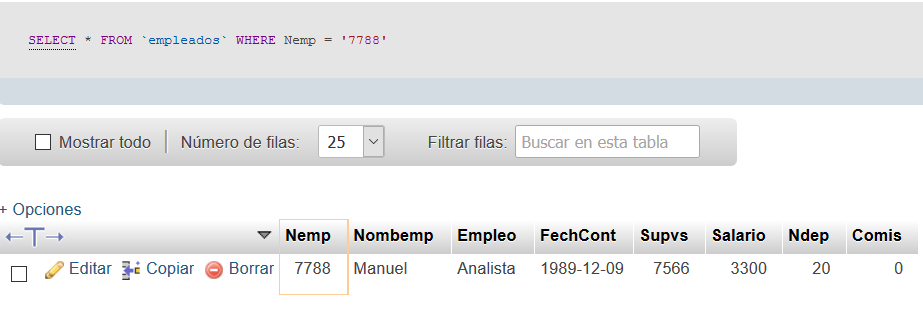 SELECT * FROM `empleados` WHERE Nemp = '7788'
Mostrar todo Número de filas: 25 Filtrar filas: Buscar en esta tabla
+ Opciones
←T→ Nemp Nombemp Empleo FechCont Supvs Salario Ndep Comis
Editar Copiar Borrar 7788 Manuel Analista 1989-12-09 7566 3300 20 0